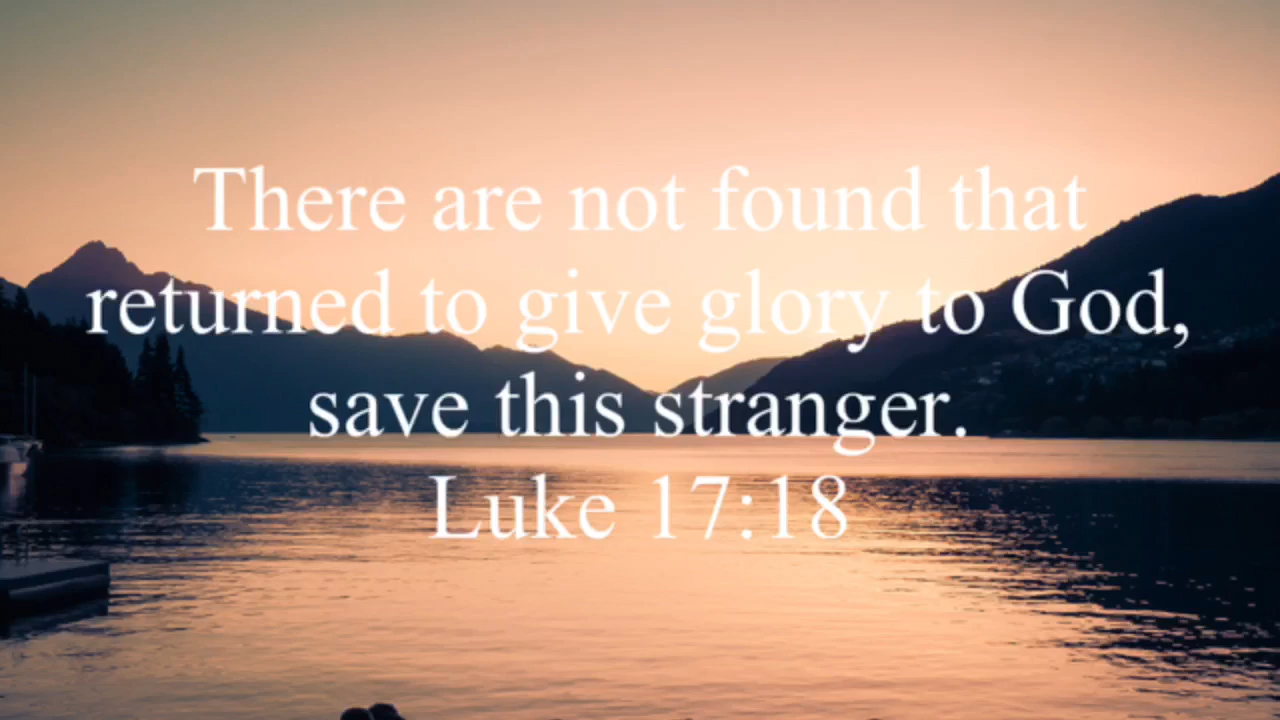 There are not found that
returned to give glory to God,
save this stranger.
Luke 17:18